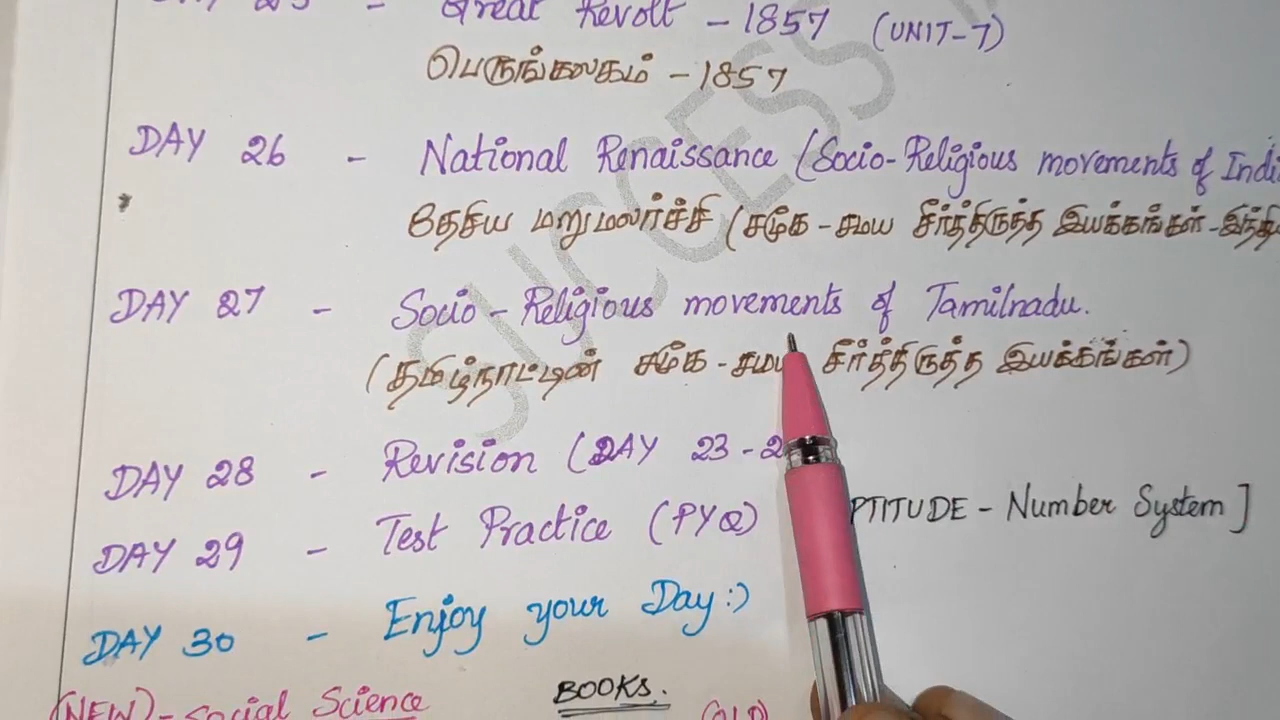 Great Revolt - 1857 (UNIT-7)
பெருங்கலகம் - 1857
DAY 26 - National Renaissance (Socio-Religious movements of Indi
தேசிய மறுமலர்ச்சி (சமூக - சமய சீர்த்திருத்த இயக்கங்கள் - இந்தி
DAY 27 - Socio - Religious movements of Tamilnadu.
(தமிழ்நாட்டின் சமூக - சமய சீர்த்திருத்த இயக்கங்கள்)
DAY 28 - Revision (DAY 23 - 2
DAY 29 - Test Practice (PYQ) PTITUDE - Number System]
DAY 30 - Enjoy your Day :)
BOOKS.
(NEW) - Social Science (OLD)
SUCCESS